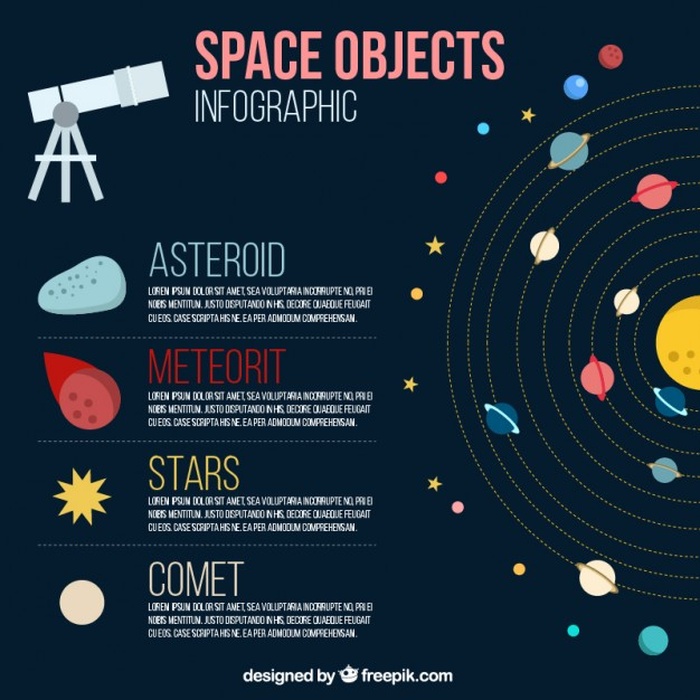 SPACE OBJECTS
INFOGRAPHIC
ASTEROID
LOREM IPSUM DOLOR SIT AMET, SEA VOLUPTARIA INCORRUPTE NO, PRI EI
NOBIS MENTITUM. JUSTO DISPUTANDO IN HIS, DECORE QUAEQUE FEUGAIT
CU EOS. CASE SCRIPTA HIS NE. EA PER ADMODUM COMPREHENSAM.
METEORIT
LOREM IPSUM DOLOR SIT AMET, SEA VOLUPTARIA INCORRUPTE NO, PRI EI
NOBIS MENTITUM. JUSTO DISPUTANDO IN HIS, DECORE QUAEQUE FEUGAIT
CU EOS. CASE SCRIPTA HIS NE. EA PER ADMODUM COMPREHENSAM.
STARS
LOREM IPSUM DOLOR SIT AMET, SEA VOLUPTARIA INCORRUPTE NO, PRI EI
NOBIS MENTITUM. JUSTO DISPUTANDO IN HIS, DECORE QUAEQUE FEUGAIT
CU EOS. CASE SCRIPTA HIS NE. EA PER ADMODUM COMPREHENSAM.
COMET
LOREM IPSUM DOLOR SIT AMET, SEA VOLUPTARIA INCORRUPTE NO, PRI EI
NOBIS MENTITUM. JUSTO DISPUTANDO IN HIS, DECORE QUAEQUE FEUGAIT
CU EOS. CASE SCRIPTA HIS NE. EA PER ADMODUM COMPREHENSAM.
designed by freepik.com